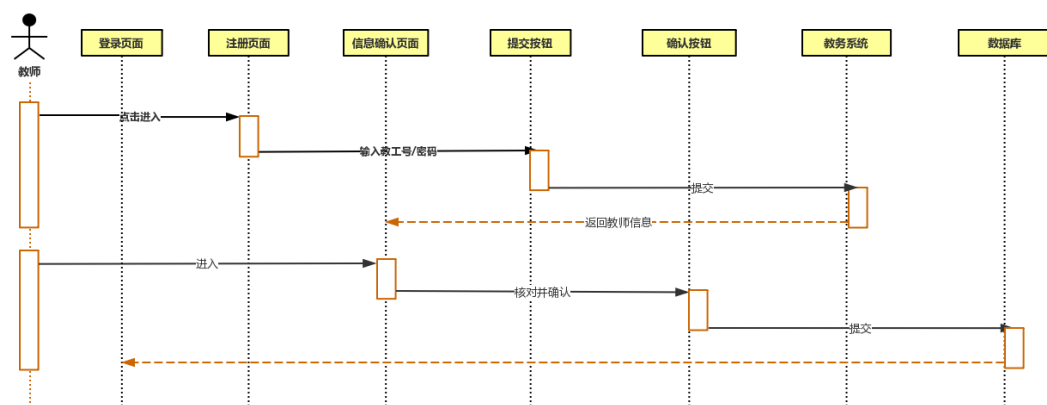 登录页面
注册页面
信息确认页面
提交按钮
确认按钮
教务系统
数据库
教师
点击进入
输入教工号/密码
提交
返回教师信息
进入
核对并确认
提交